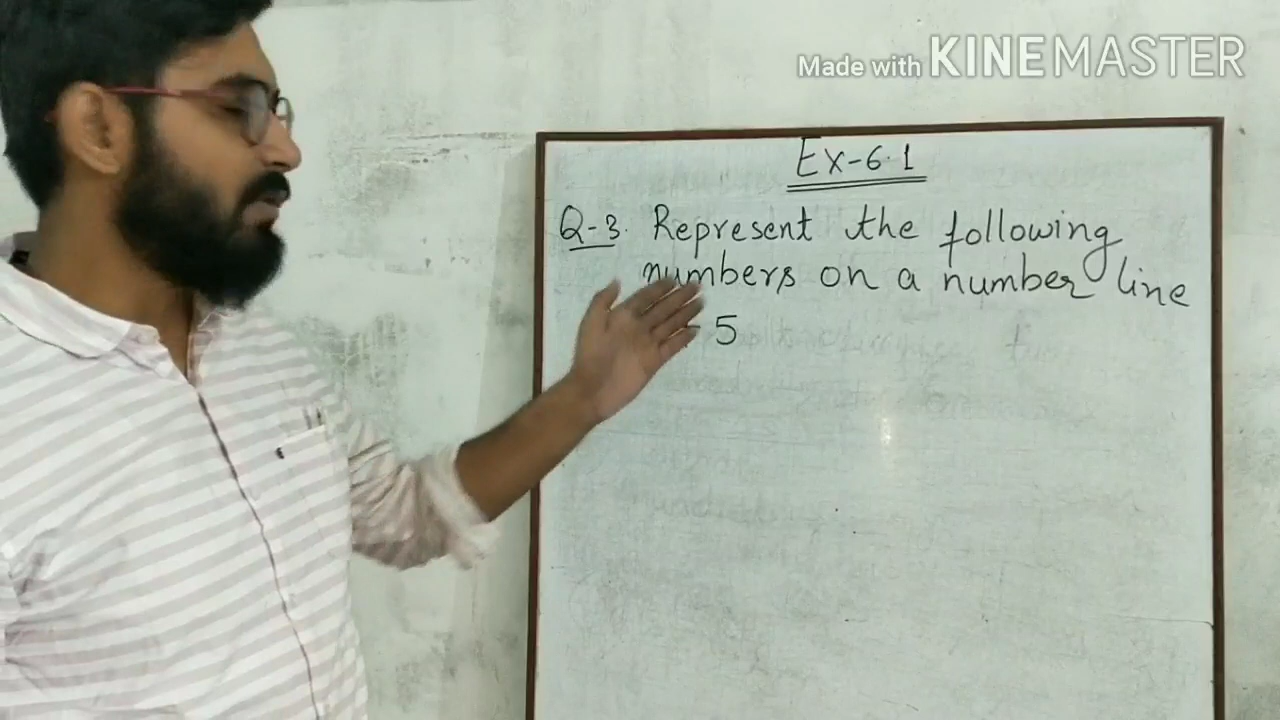 Made with KINEMASTER
Ex-6.1
Q-3. Represent the following
numbers on a number line
5